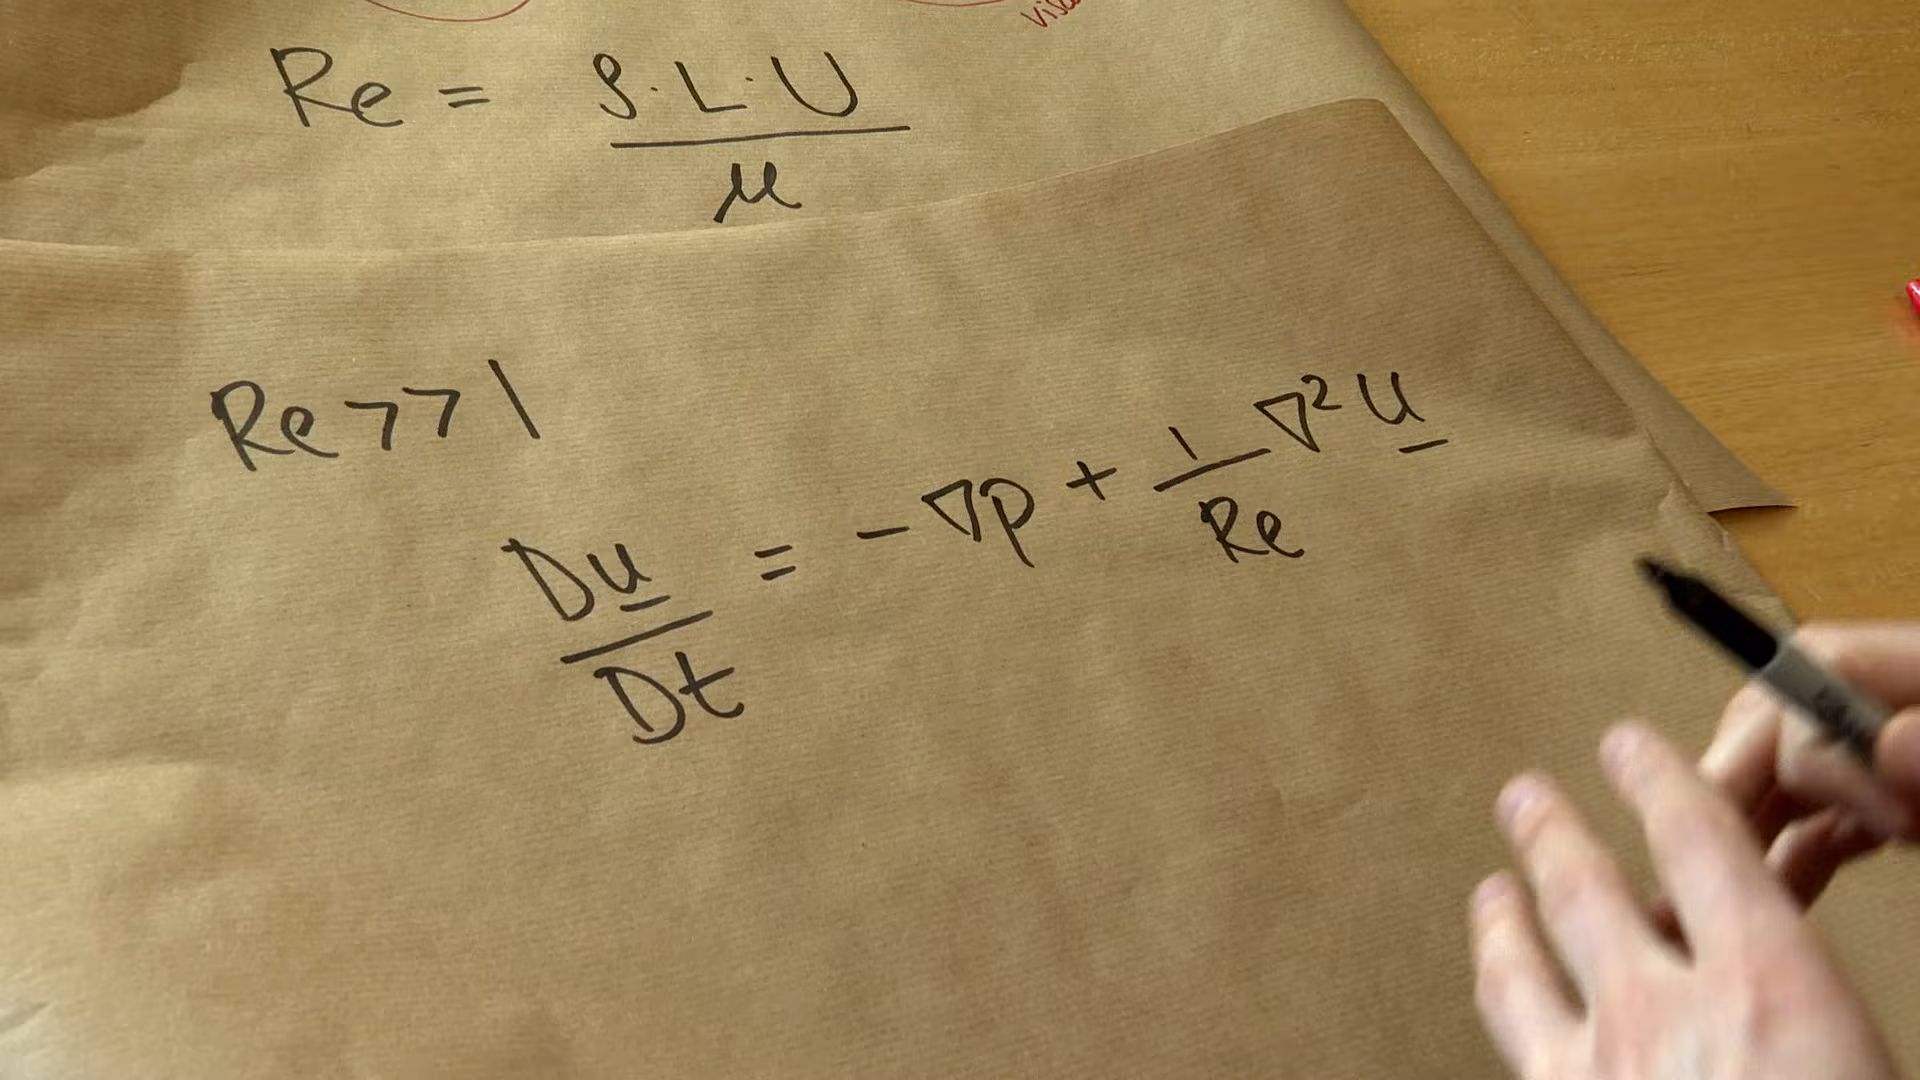 Re = ρ·L·U / μ
Re >> 1
Du̲ / Dt = -∇p + 1/Re ∇²u̲